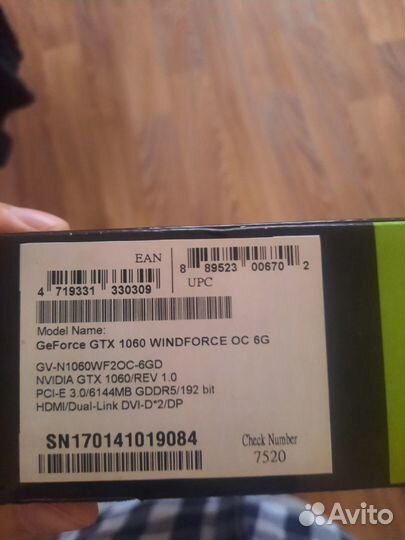 EAN
8 89523 00670 2
4 719331 330309
UPC
Model Name:
GeForce GTX 1060 WINDFORCE OC 6G
GV-N1060WF2OC-6GD
NVIDIA GTX 1060/REV 1.0
PCI-E 3.0/6144MB GDDR5/192 bit
HDMI/Dual-Link DVI-D*2/DP
SN170141019084
Check Number
7520
Avito